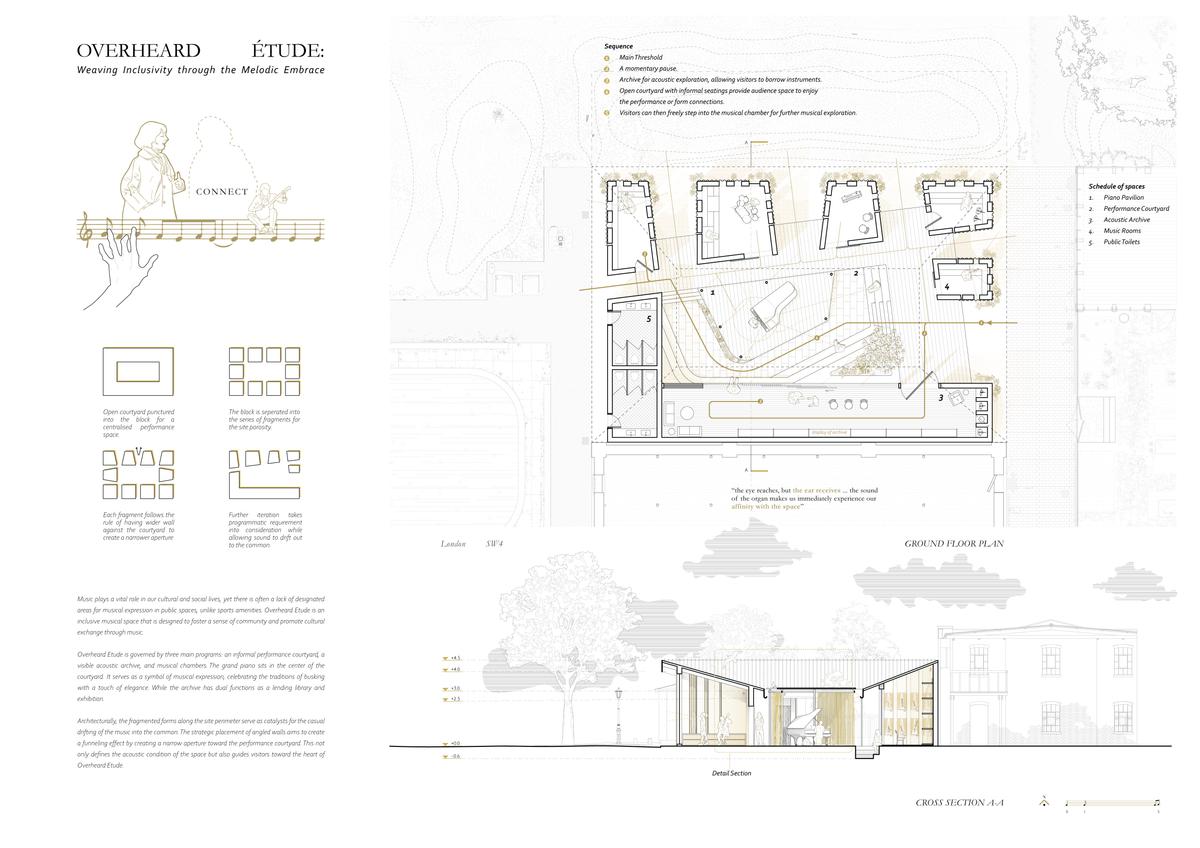 OVERHEARD ÉTUDE:
Weaving Inclusivity through the Melodic Embrace
CONNECT
Open courtyard punctured
into the block for a
centralised performance
space.
The block is seperated into
the series of fragments for
the site porosity.
Each fragment follows the
rule of having wider wall
against the courtyard to
create a narrower aperture
Further iteration takes
programmatic requirement
into consideration while
allowing sound to drift out
to the common.
Music plays a vital role in our cultural and social lives, yet there is often a lack of designated
areas for musical expression in public spaces, unlike sports amenities. Overheard Etude is an
inclusive musical space that is designed to foster a sense of community and promote cultural
exchange through music.
Overheard Etude is governed by three main programs: an informal performance courtyard, a
visible acoustic archive, and musical chambers. The grand piano sits in the center of the
courtyard. It serves as a symbol of musical expression, celebrating the traditions of busking
with a touch of elegance. While the archive has dual functions as a lending library and
exhibition.
Architecturally, the fragmented forms along the site perimeter serve as catalysts for the casual
drifting of the music into the common. The strategic placement of angled walls aims to create
a funneling effect by creating a narrow aperture toward the performance courtyard. This not
only defines the acoustic condition of the space but also guides visitors toward the heart of
Overheard Etude.
Sequence
1 Main Threshold
2 A momentary pause.
3 Archive for acoustic exploration, allowing visitors to borrow instruments.
4 Open courtyard with informal seatings provide audience space to enjoy
the performance or form connections.
5 Visitors can then freely step into the musical chamber for further musical exploration.
A
Schedule of spaces
1. Piano Pavilion
2. Performance Courtyard
3. Acoustic Archive
4. Music Rooms
5. Public Toilets
1
2
4
5
3
display of archive
A
"the eye reaches, but the ear receives ... the sound
of the organ makes us immediately experience our
affinity with the space"
London SW4
GROUND FLOOR PLAN
+4.5
+4.0
+3.0
+2.5
+0.0
-0.6
Detail Section
CROSS SECTION A-A
N
0 1 5